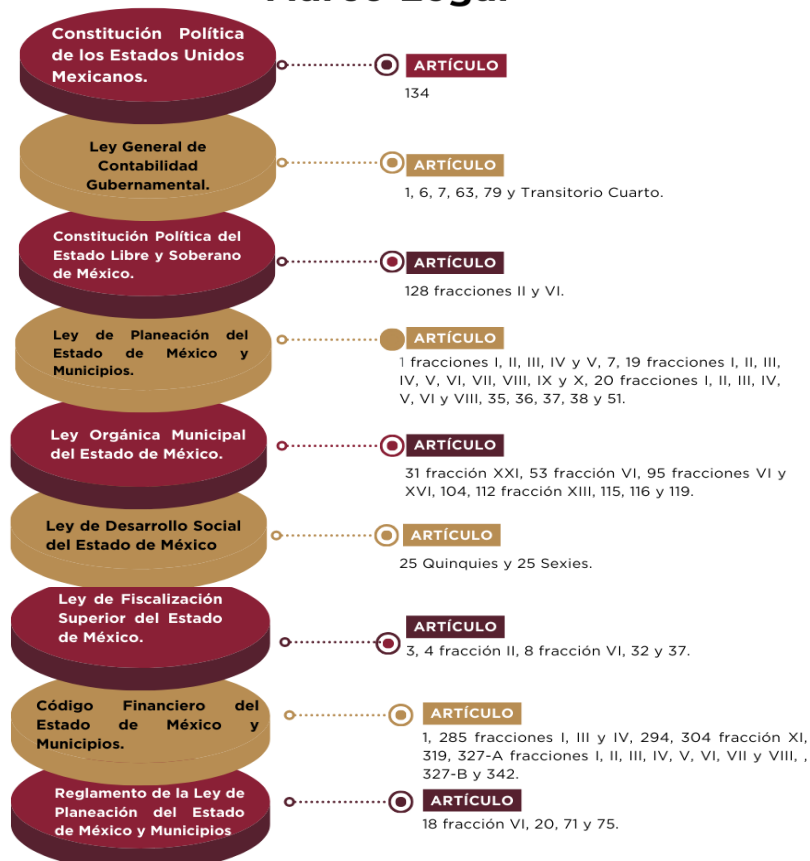 Marco Legal
Constitución Política
de los Estados Unidos
Mexicanos.
ARTÍCULO
134
Ley General de
Contabilidad
Gubernamental.
ARTÍCULO
1, 6, 7, 63, 79 y Transitorio Cuarto.
Constitución Política del
Estado Libre y Soberano
de México.
ARTÍCULO
128 fracciones II y VI.
Ley de Planeación del
Estado de México y
Municipios.
ARTÍCULO
1 fracciones I, II, III, IV y V, 7, 19 fracciones I, II, III,
IV, V, VI, VII, VIII, IX y X, 20 fracciones I, II, III, IV,
V, VI y VIII, 35, 36, 37, 38 y 51.
Ley Orgánica Municipal
del Estado de México.
ARTÍCULO
31 fracción XXI, 53 fracción VI, 95 fracciones VI y
XVI, 104, 112 fracción XIII, 115, 116 y 119.
Ley de Desarrollo Social
del Estado de México
ARTÍCULO
25 Quinquies y 25 Sexies.
Ley de Fiscalización
Superior del Estado
de México.
ARTÍCULO
3, 4 fracción II, 8 fracción VI, 32 y 37.
Código Financiero del
Estado de México y
Municipios.
ARTÍCULO
1, 285 fracciones I, III y IV, 294, 304 fracción XI,
319, 327-A fracciones I, II, III, IV, V, VI, VII y VIII, ,
327-B y 342.
Reglamento de la Ley de
Planeación del Estado
de México y Municipios
ARTÍCULO
18 fracción VI, 20, 71 y 75.